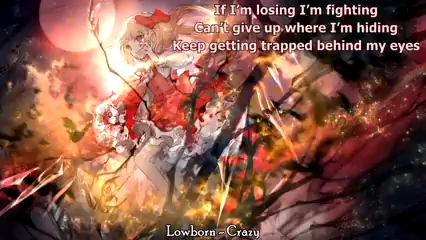 If I'm losing I'm fighting
Can't give up where I'm hiding
Keep getting trapped behind my eyes
Lowborn - Crazy